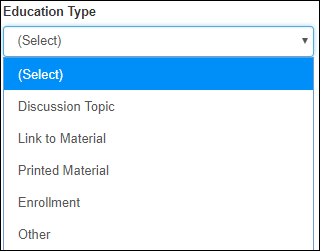 Education Type
(Select)
(Select)
Discussion Topic
Link to Material
Printed Material
Enrollment
Other